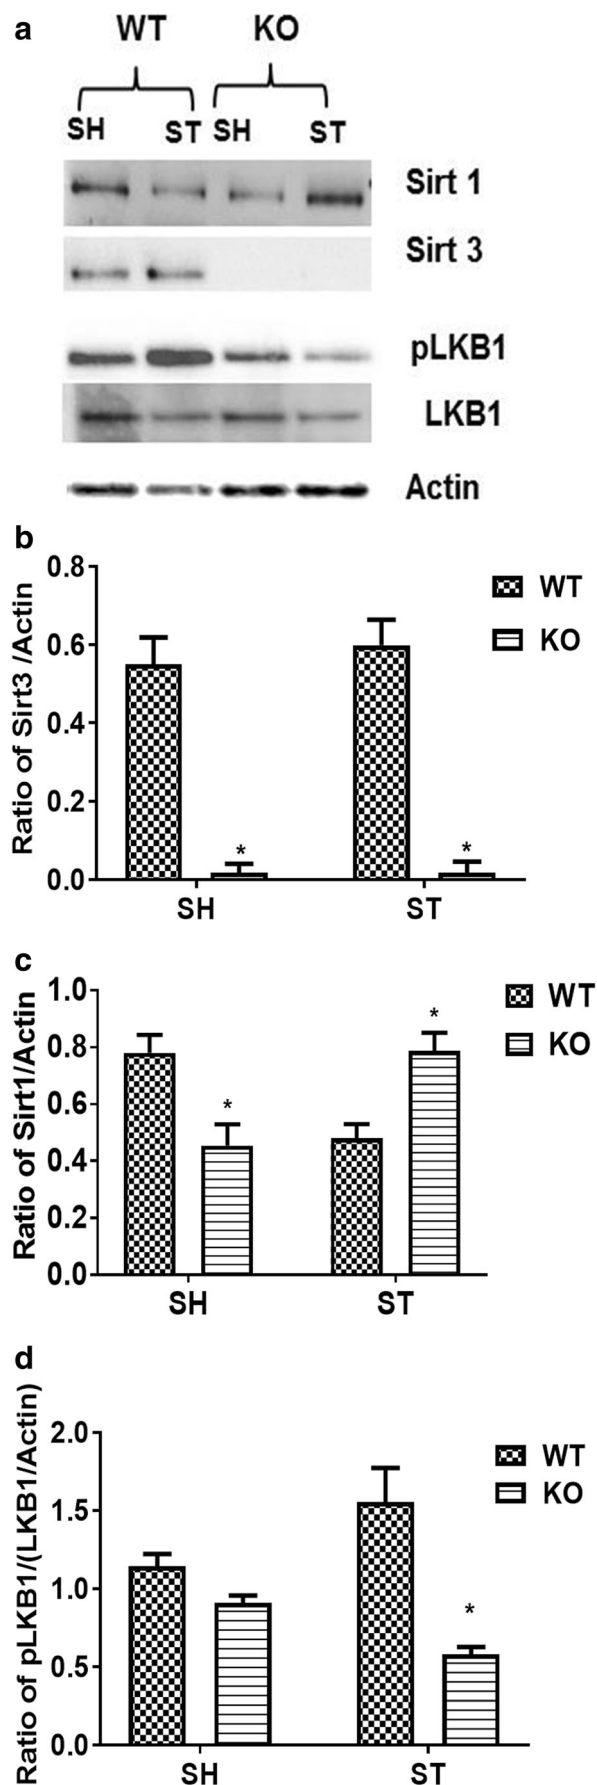 a
WT KO
SH ST SH ST
Sirt 1
Sirt 3
pLKB1
LKB1
Actin
b
Ratio of Sirt3 /Actin
0.8
0.6
0.4
0.2
0.0
* *
SH ST
WT
KO
c
Ratio of Sirt1/Actin
1.0
0.8
0.6
0.4
0.2
0.0
* *
SH ST
WT
KO
d
Ratio of pLKB1/(LKB1/Actin)
2.0
1.5
1.0
0.5
0.0
*
SH ST
WT
KO